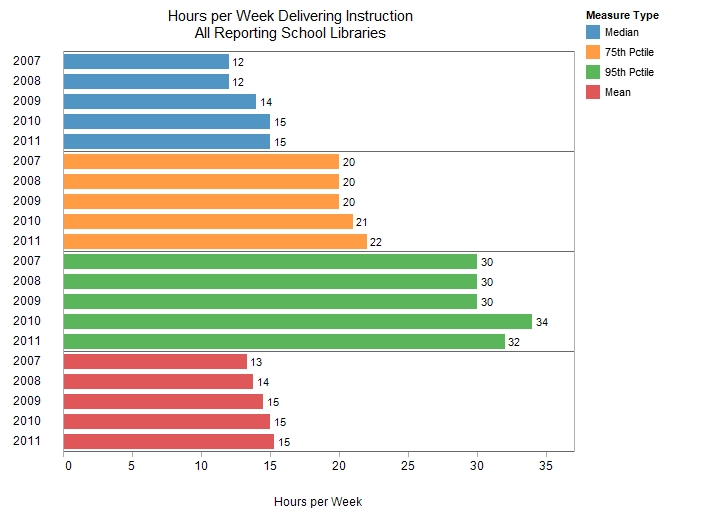 Hours per Week Delivering Instruction
All Reporting School Libraries
Measure Type
Median
75th Pctile
95th Pctile
Mean
2007 12
2008 12
2009 14
2010 15
2011 15
2007 20
2008 20
2009 20
2010 21
2011 22
2007 30
2008 30
2009 30
2010 34
2011 32
2007 13
2008 14
2009 15
2010 15
2011 15
0 5 10 15 20 25 30 35
Hours per Week